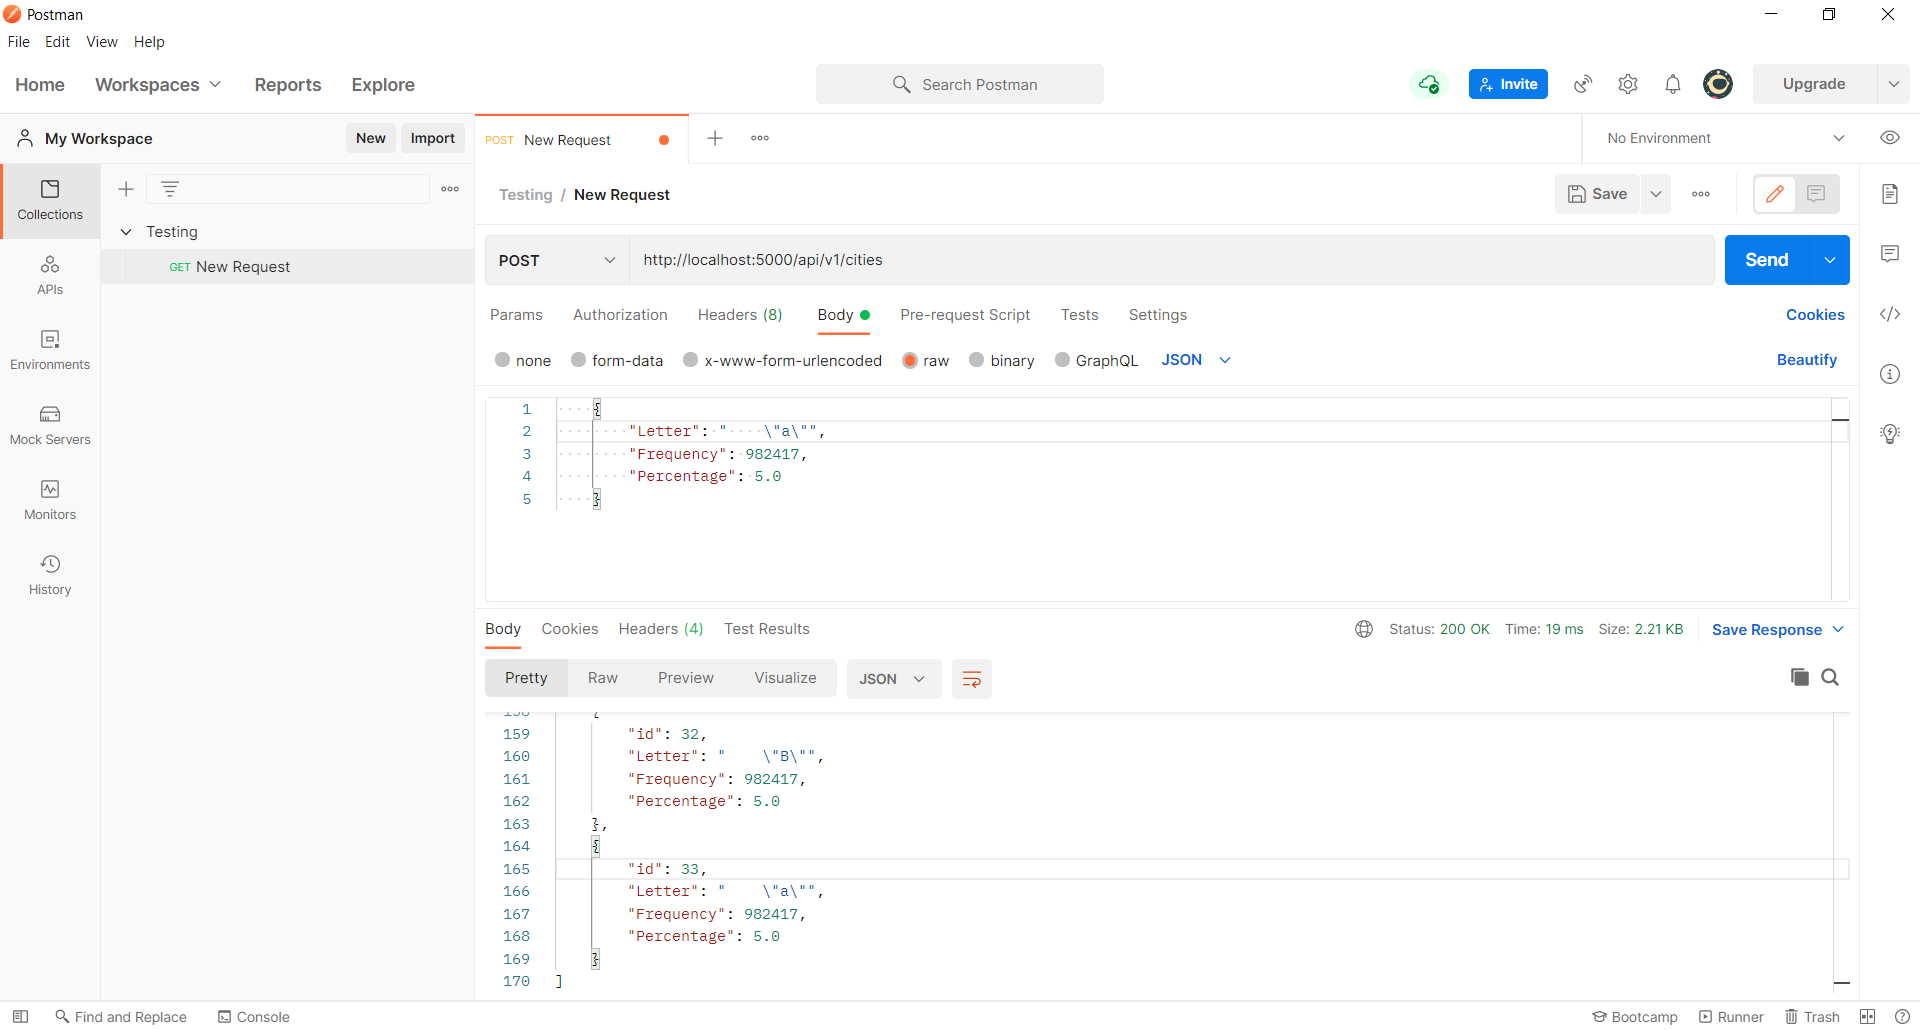 Postman
File Edit View Help
Home Workspaces Reports Explore Search Postman Invite Upgrade
My Workspace New Import POST New Request No Environment
Testing / New Request Save
Collections
Testing
GET New Request
POST http://localhost:5000/api/v1/cities Send
APIs
Params Authorization Headers (8) Body Pre-request Script Tests Settings Cookies
Environments
none form-data x-www-form-urlencoded raw binary GraphQL JSON Beautify
Mock Servers
Monitors
History
1 {
2 "Letter": "    \"a\"",
3 "Frequency": 982417,
4 "Percentage": 5.0
5 }
Body Cookies Headers (4) Test Results Status: 200 OK Time: 19 ms Size: 2.21 KB Save Response
Pretty Raw Preview Visualize JSON
158 {
159 "id": 32,
160 "Letter": "    \"B\"",
161 "Frequency": 982417,
162 "Percentage": 5.0
163 },
164 {
165 "id": 33,
166 "Letter": "    \"a\"",
167 "Frequency": 982417,
168 "Percentage": 5.0
169 }
170 ]
Find and Replace Console Bootcamp Runner Trash